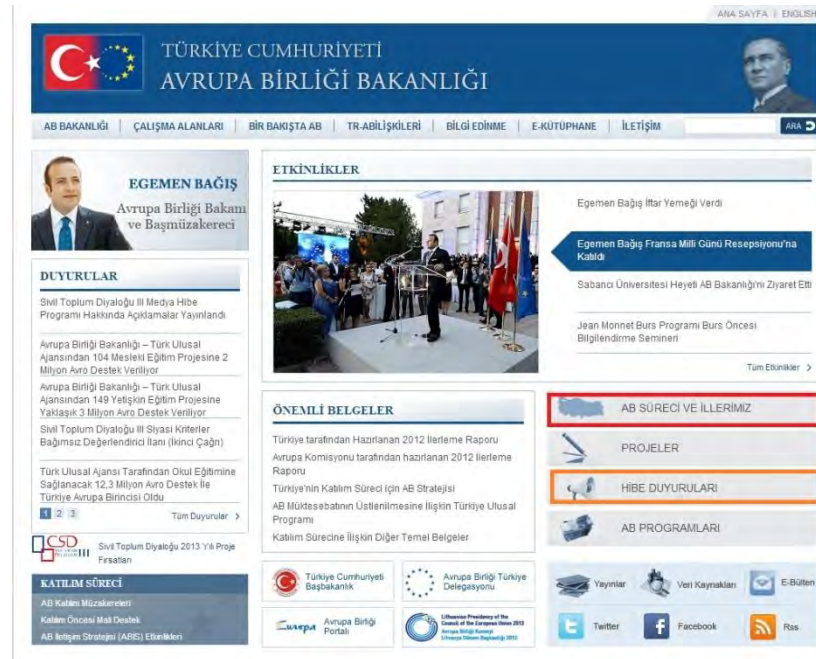 ANA SAYFA | ENGLISH
TÜRKİYE CUMHURİYETİ
AVRUPA BİRLİĞİ BAKANLIĞI
AB BAKANLIĞI | ÇALIŞMA ALANLARI | BİR BAKIŞTA AB | TR-ABİLİŞKİLERİ | BİLGİ EDİNME | E-KÜTÜPHANE | İLETİŞİM
ARA
EGEMEN BAĞIŞ
Avrupa Birliği Bakanı
ve Başmüzakereci
DUYURULAR
Sivil Toplum Diyaloğu III Medya Hibe
Programı Hakkında Açıklamalar Yayınlandı
Avrupa Birliği Bakanlığı – Türk Ulusal
Ajansından 104 Mesleki Eğitim Projesine 2
Milyon Avro Destek Veriliyor
Avrupa Birliği Bakanlığı – Türk Ulusal
Ajansından 149 Yetişkin Eğitim Projesine
Yaklaşık 3 Milyon Avro Destek Veriliyor
Sivil Toplum Diyaloğu III Siyasi Kriterler
Bağımsız Değerlendirici İlanı (İkinci Çağrı)
Türk Ulusal Ajansı Tarafından Okul Eğitimine
Sağlanacak 12,3 Milyon Avro Destek İle
Türkiye Avrupa Birincisi Oldu
1 2 3
Tüm Duyurular >
CSD III
Sivil Toplum Diyaloğu 2013 Yılı Proje
Fırsatları
KATILIM SÜRECİ
AB Katılım Müzakereleri
Katılım Öncesi Mali Destek
AB İletişim Stratejisi (ABİS) Etkinlikleri
ETKİNLİKLER
Egemen Bağış İftar Yemeği Verdi
Egemen Bağış Fransa Milli Günü Resepsiyonu'na
Katıldı
Sabancı Üniversitesi Heyeti AB Bakanlığı'nı Ziyaret Etti
Jean Monnet Burs Programı Burs Öncesi
Bilgilendirme Semineri
Tüm Etkinlikler >
ÖNEMLİ BELGELER
Türkiye tarafından Hazırlanan 2012 İlerleme Raporu
Avrupa Komisyonu tarafından hazırlanan 2012 İlerleme
Raporu
Türkiye'nin Katılım Süreci İçin AB Stratejisi
AB Müktesebatının Üstlenilmesine İlişkin Türkiye Ulusal
Programı
Katılım Sürecine İlişkin Diğer Temel Belgeler
AB SÜRECİ VE İLLERİMİZ
PROJELER
HİBE DUYURULARI
AB PROGRAMLARI
Türkiye Cumhuriyeti
Başbakanlık
Avrupa Birliği Türkiye
Delegasyonu
Europa
Avrupa Birliği
Portalı
Lithuanian Presidency of the
Council of the European Union 2013
Avrupa Birliği Konseyi
Litvanya Dönem Başkanlığı 2013
Yayınlar
Veri Kaynakları
E-Bülten
Twitter
Facebook
Rss